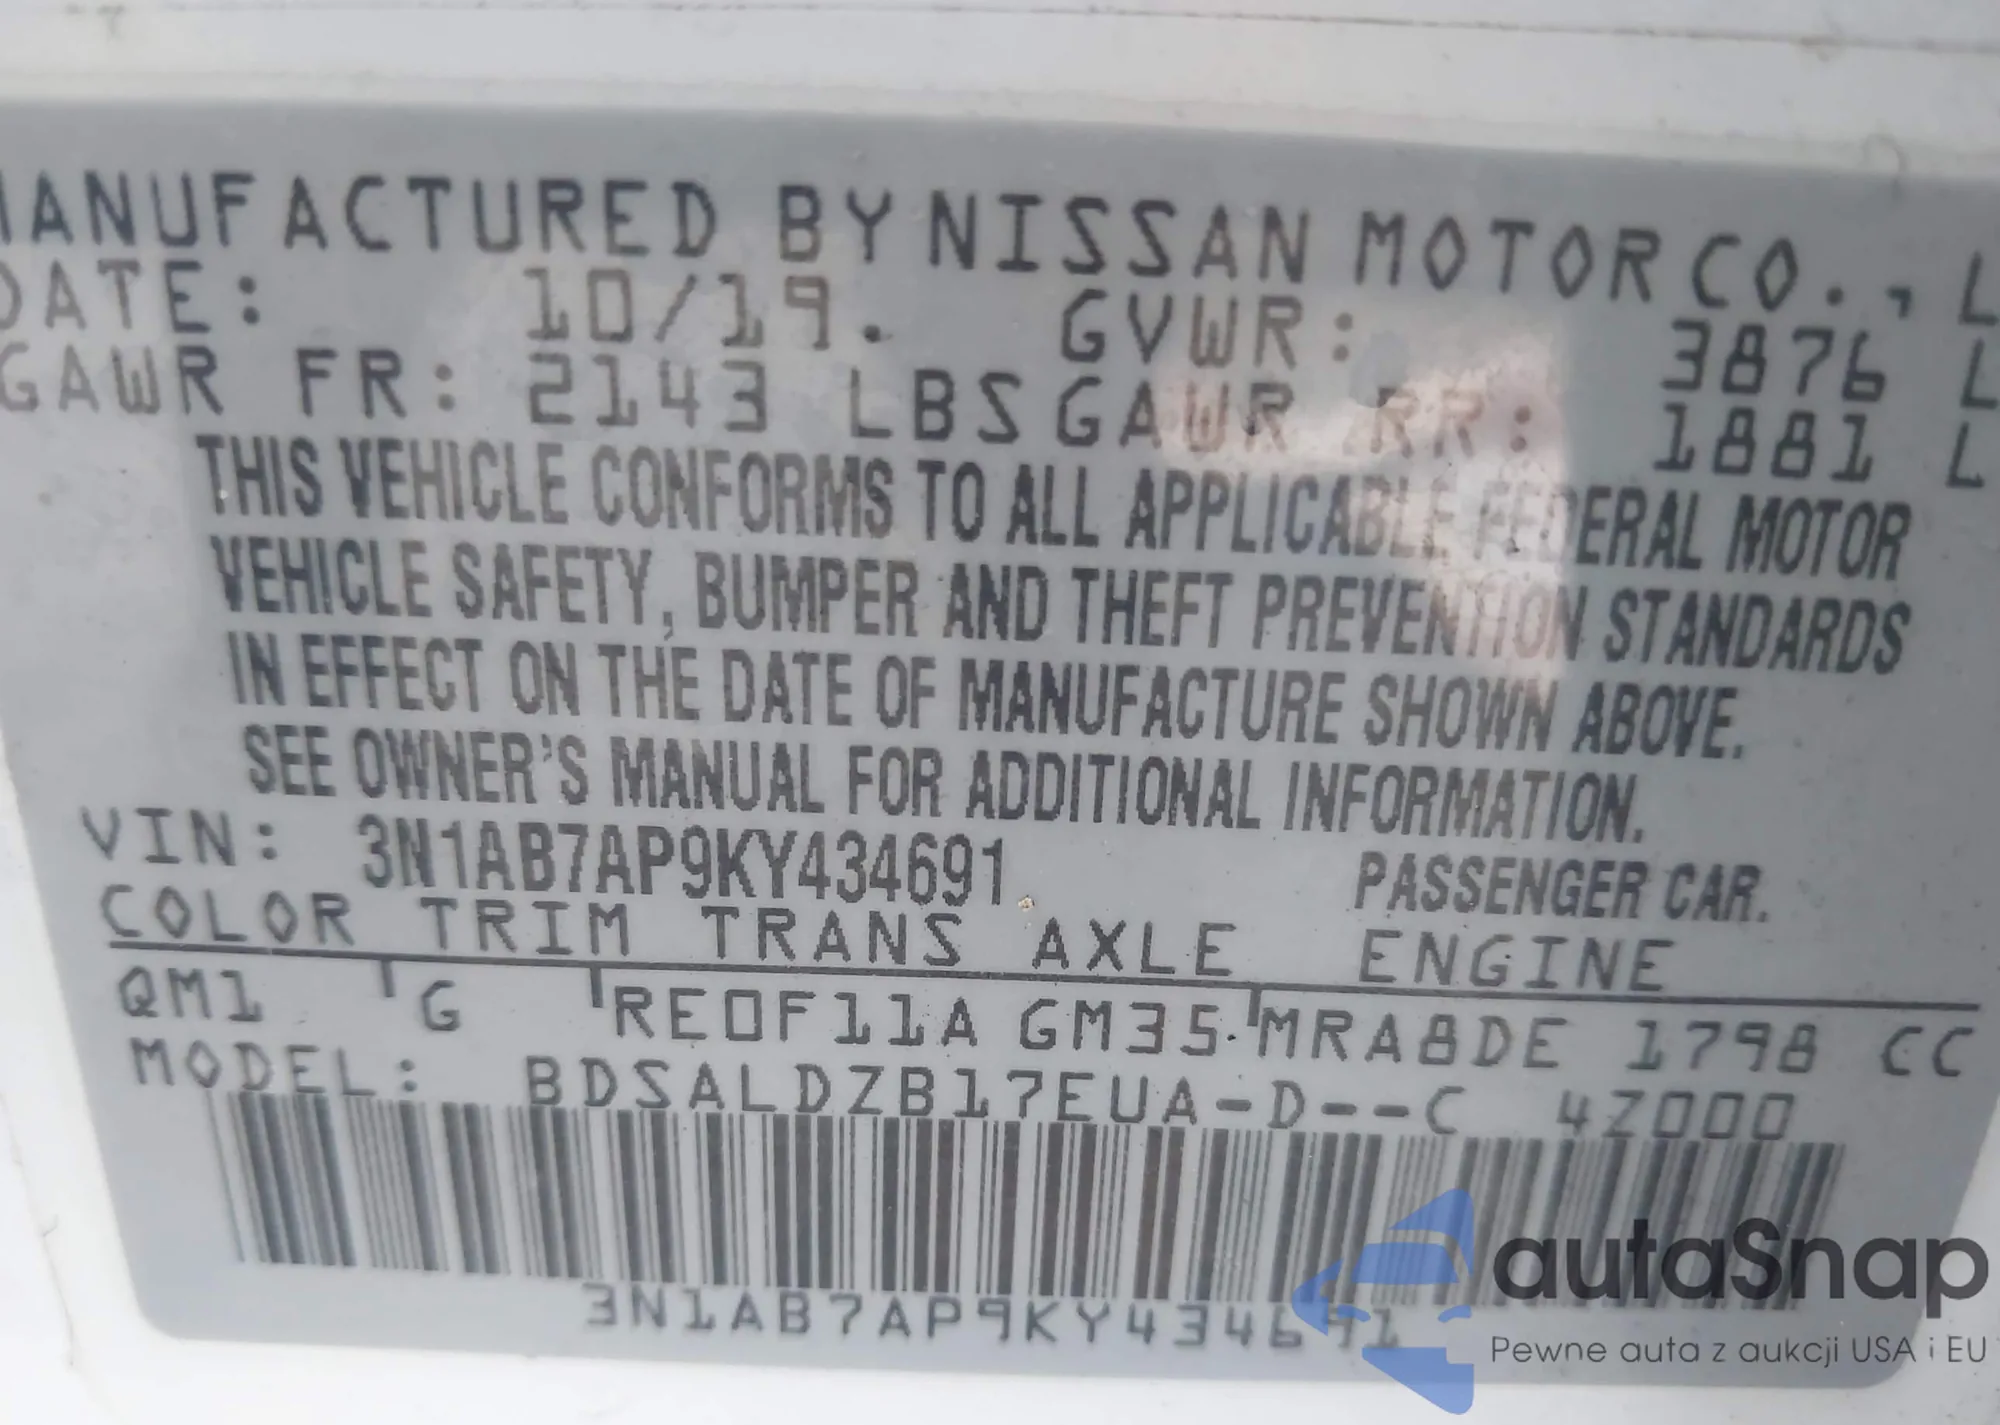 MANUFACTURED BY NISSAN MOTOR CO., L
DATE: 10/19. GVWR: 3876 L
GAWR FR: 2143 LBS GAWR RR: 1881 L
THIS VEHICLE CONFORMS TO ALL APPLICABLE FEDERAL MOTOR
VEHICLE SAFETY, BUMPER AND THEFT PREVENTION STANDARDS
IN EFFECT ON THE DATE OF MANUFACTURE SHOWN ABOVE.
SEE OWNER'S MANUAL FOR ADDITIONAL INFORMATION.
VIN: 3N1AB7AP9KY434691 PASSENGER CAR.
COLOR TRIM TRANS AXLE ENGINE
QM1 G RE0F11A GM35 MRA8DE 1798 CC
MODEL: BDSALDZB17EUA-D--C 4Z000
3N1AB7AP9KY434691
autaSnap
Pewne auta z aukcji USA i EU